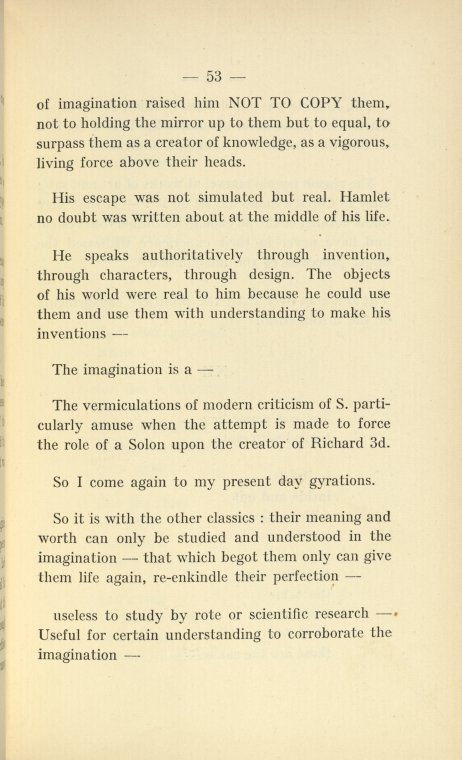 — 53 —
of imagination raised him NOT TO COPY them,
not to holding the mirror up to them but to equal, to
surpass them as a creator of knowledge, as a vigorous,
living force above their heads.
His escape was not simulated but real. Hamlet
no doubt was written about at the middle of his life.
He speaks authoritatively through invention,
through characters, through design. The objects
of his world were real to him because he could use
them and use them with understanding to make his
inventions —
The imagination is a —
The vermiculations of modern criticism of S. parti-
cularly amuse when the attempt is made to force
the role of a Solon upon the creator of Richard 3d.
So I come again to my present day gyrations.
So it is with the other classics : their meaning and
worth can only be studied and understood in the
imagination — that which begot them only can give
them life again, re-enkindle their perfection —
useless to study by rote or scientific research —
Useful for certain understanding to corroborate the
imagination —